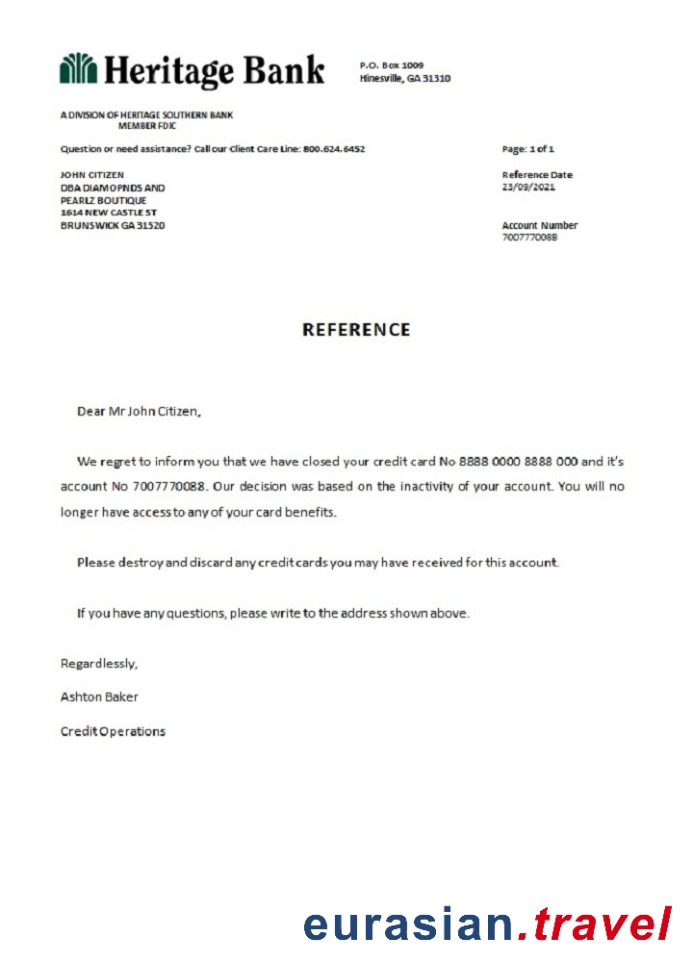 Heritage Bank
P.O. Box 1009
Hinesville, GA 31310
A DIVISION OF HERITAGE SOUTHERN BANK
MEMBER FDIC
Question or need assistance? Call our Client Care Line: 800.624.6452
Page: 1 of 1
JOHN CITIZEN
DBA DIAMOPNDS AND
PEARLZ BOUTIQUE
1614 NEW CASTLE ST
BRUNSWICK GA 31520
Reference Date
23/09/2021
Account Number
7007770088
REFERENCE
Dear Mr John Citizen,
We regret to inform you that we have closed your credit card No 8888 0000 8888 000 and it's
account No 7007770088. Our decision was based on the inactivity of your account. You will no
longer have access to any of your card benefits.
Please destroy and discard any credit cards you may have received for this account.
If you have any questions, please write to the address shown above.
Regardlessly,
Ashton Baker
Credit Operations
eurasian.travel